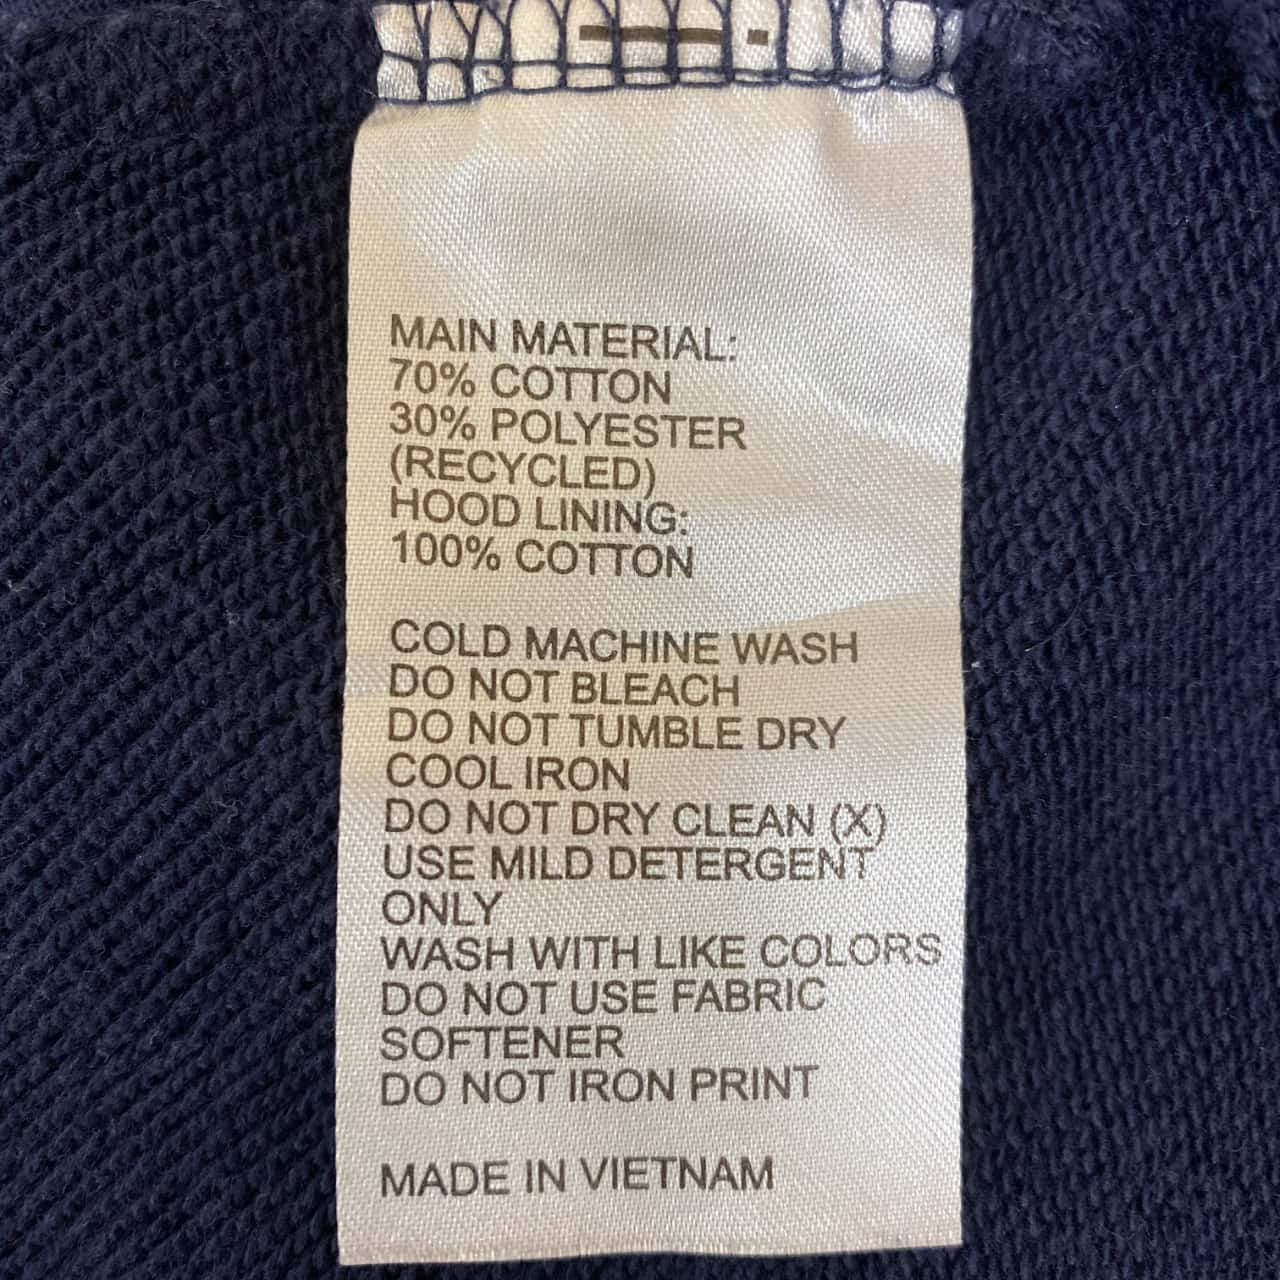 MAIN MATERIAL:
70% COTTON
30% POLYESTER
(RECYCLED)
HOOD LINING:
100% COTTON
COLD MACHINE WASH
DO NOT BLEACH
DO NOT TUMBLE DRY
COOL IRON
DO NOT DRY CLEAN (X)
USE MILD DETERGENT
ONLY
WASH WITH LIKE COLORS
DO NOT USE FABRIC
SOFTENER
DO NOT IRON PRINT
MADE IN VIETNAM